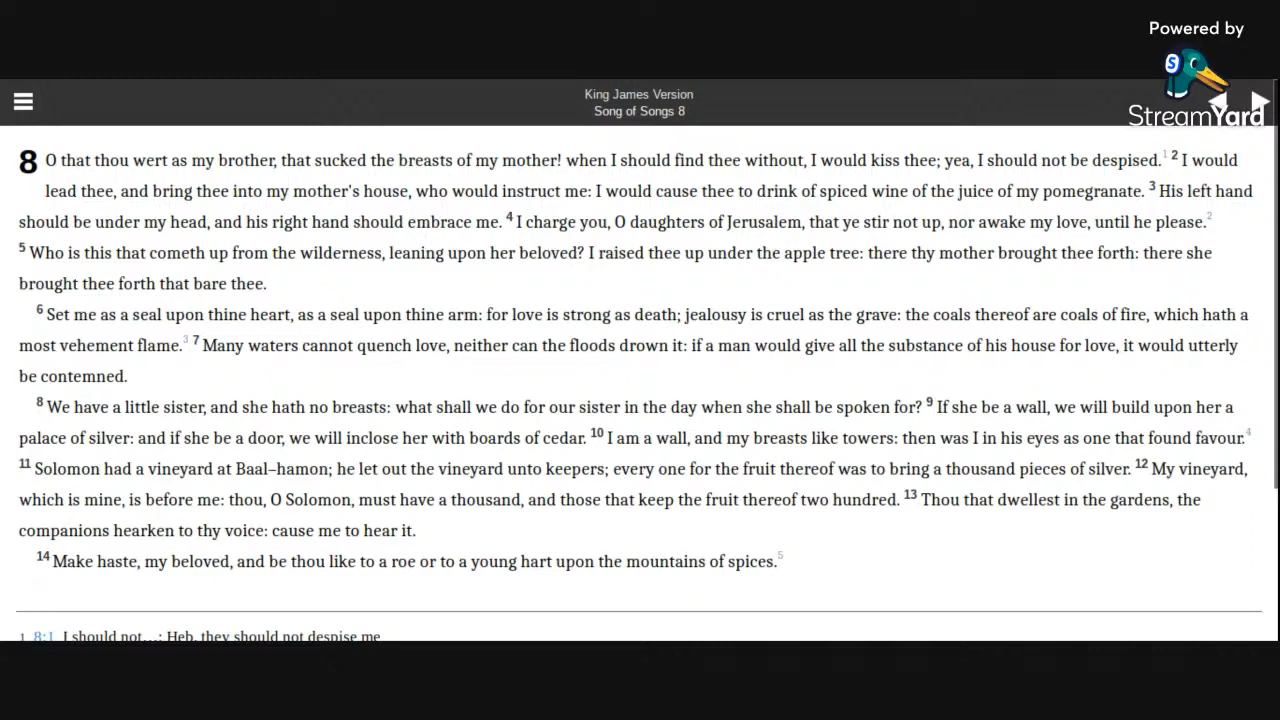 Powered by
StreamYard
King James Version
Song of Songs 8
8 O that thou wert as my brother, that sucked the breasts of my mother! when I should find thee without, I would kiss thee; yea, I should not be despised.1 2 I would
lead thee, and bring thee into my mother's house, who would instruct me: I would cause thee to drink of spiced wine of the juice of my pomegranate. 3 His left hand
should be under my head, and his right hand should embrace me. 4 I charge you, O daughters of Jerusalem, that ye stir not up, nor awake my love, until he please.2
5 Who is this that cometh up from the wilderness, leaning upon her beloved? I raised thee up under the apple tree: there thy mother brought thee forth: there she
brought thee forth that bare thee.
6 Set me as a seal upon thine heart, as a seal upon thine arm: for love is strong as death; jealousy is cruel as the grave: the coals thereof are coals of fire, which hath a
most vehement flame.3 7 Many waters cannot quench love, neither can the floods drown it: if a man would give all the substance of his house for love, it would utterly
be contemned.
8 We have a little sister, and she hath no breasts: what shall we do for our sister in the day when she shall be spoken for? 9 If she be a wall, we will build upon her a
palace of silver: and if she be a door, we will inclose her with boards of cedar. 10 I am a wall, and my breasts like towers: then was I in his eyes as one that found favour.4
11 Solomon had a vineyard at Baal–hamon; he let out the vineyard unto keepers; every one for the fruit thereof was to bring a thousand pieces of silver. 12 My vineyard,
which is mine, is before me: thou, O Solomon, must have a thousand, and those that keep the fruit thereof two hundred. 13 Thou that dwellest in the gardens, the
companions hearken to thy voice: cause me to hear it.
14 Make haste, my beloved, and be thou like to a roe or to a young hart upon the mountains of spices.5
1 8:1 I should not…: Heb. they should not despise me